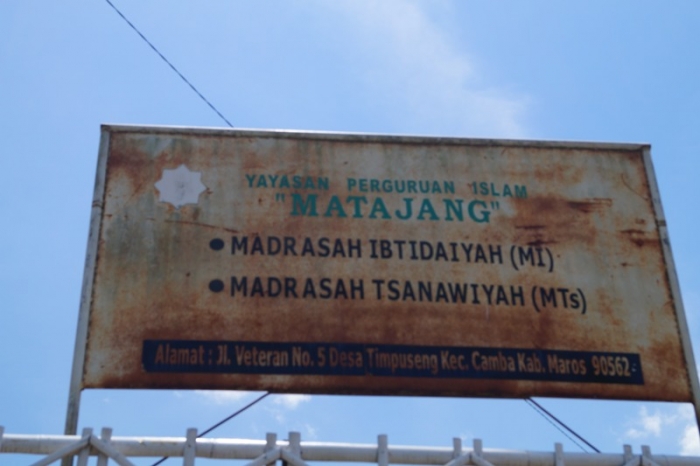 YAYASAN PERGURUAN ISLAM
"MATAJANG"
• MADRASAH IBTIDAIYAH (MI)
• MADRASAH TSANAWIYAH (MTs)
Alamat : Jl. Veteran No. 5 Desa Timpuseng Kec. Camba Kab. Maros 90562